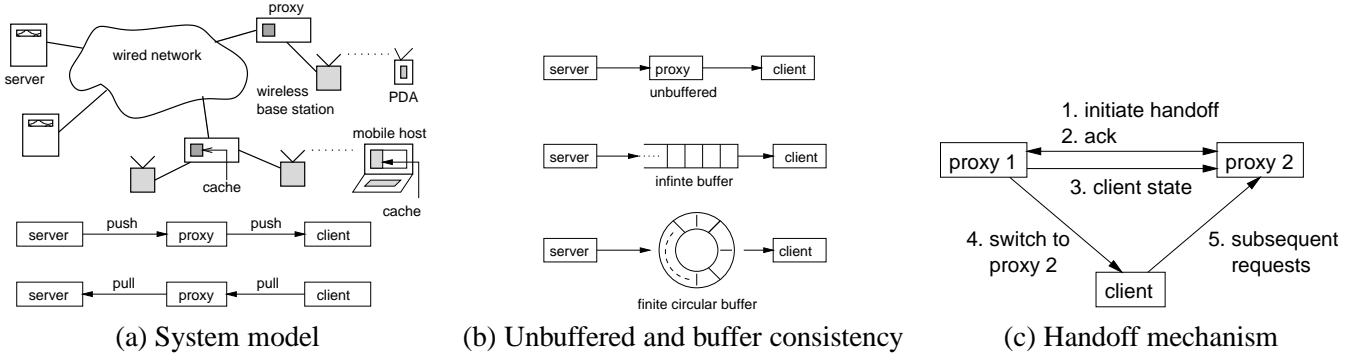 proxy
wired network
server
wireless
base station
PDA
mobile host
cache
cache
push
push
server
proxy
client
pull
pull
server
proxy
client
(a) System model
server
proxy
client
unbuffered
server
client
infinte buffer
server
client
finite circular buffer
(b) Unbuffered and buffer consistency
1. initiate handoff
2. ack
proxy 1
proxy 2
3. client state
4. switch to
proxy 2
5. subsequent
requests
client
(c) Handoff mechanism